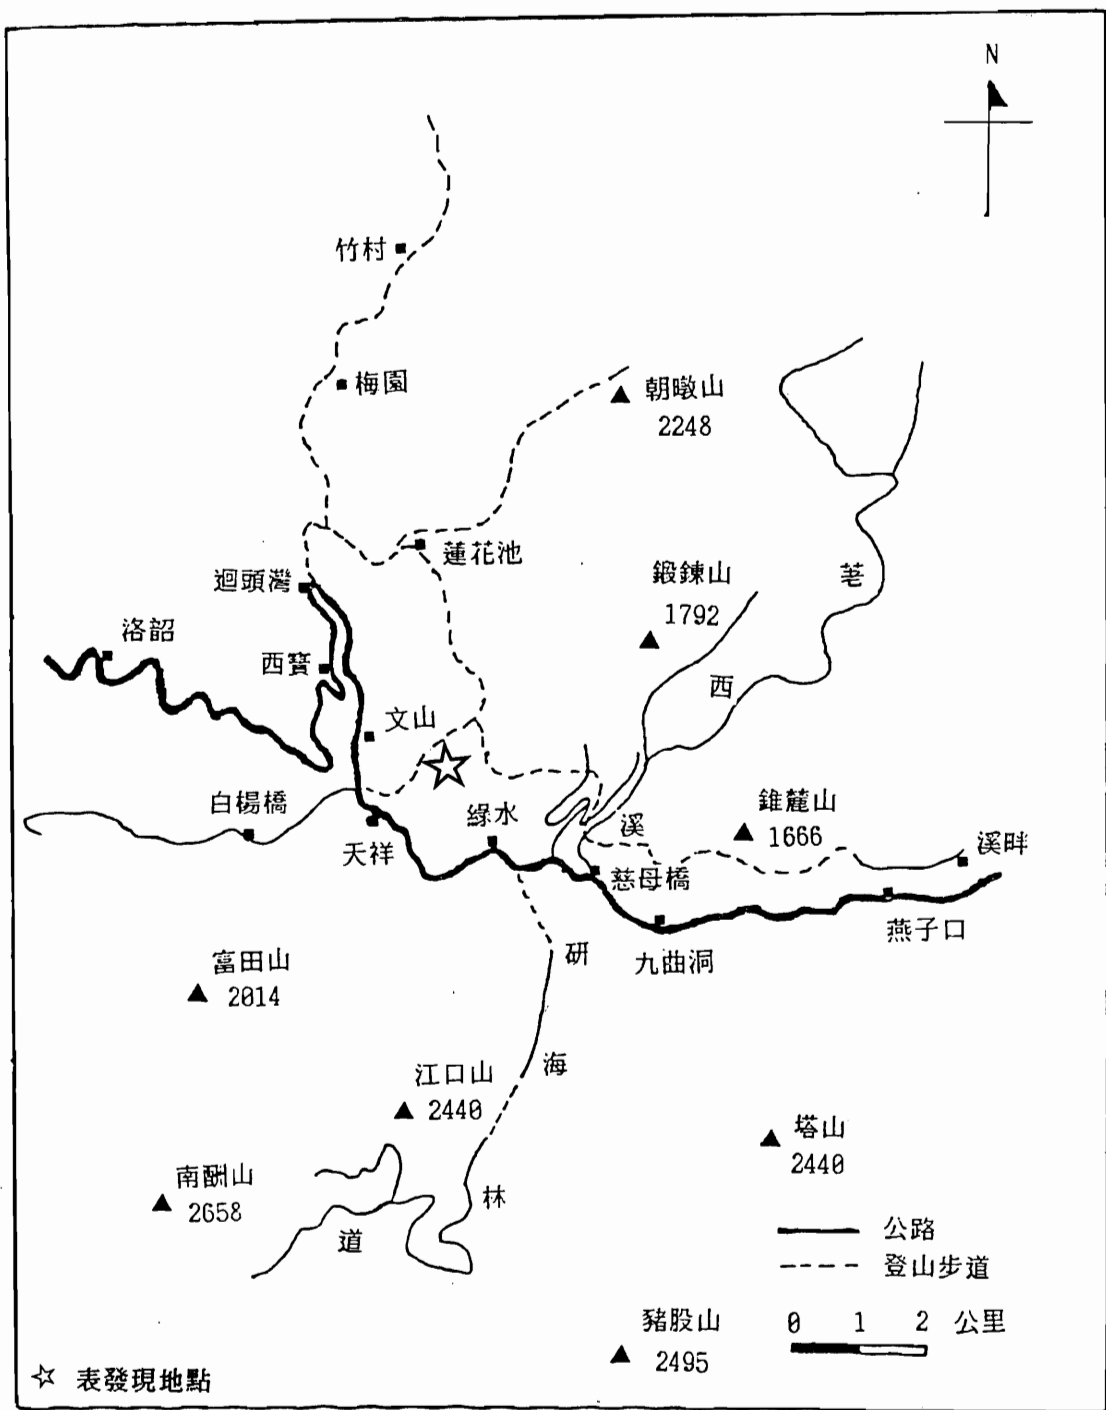 N
竹村
梅園
朝暾山
2248
蓮花池
鍛鍊山
1792
荖
迴頭灣
洛韶
西寶
西
文山
白楊橋
綠水
溪
錐麓山
1666
溪畔
天祥
慈母橋
燕子口
九曲洞
研
富田山
2014
海
江口山
2440
塔山
2440
南酬山
2658
林
道
公路
登山步道
豬股山
2495
0 1 2 公里
☆ 表發現地點